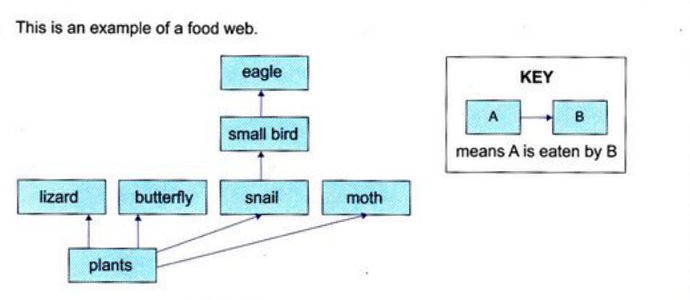 This is an example of a food web.
eagle
KEY
A
B
small bird
means A is eaten by B
lizard
butterfly
snail
moth
plants